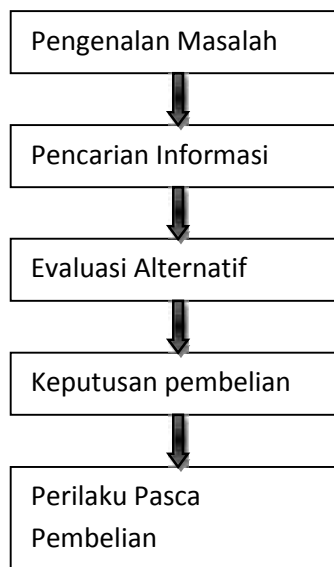 Pengenalan Masalah
Pencarian Informasi
Evaluasi Alternatif
Keputusan pembelian
Perilaku Pasca
Pembelian